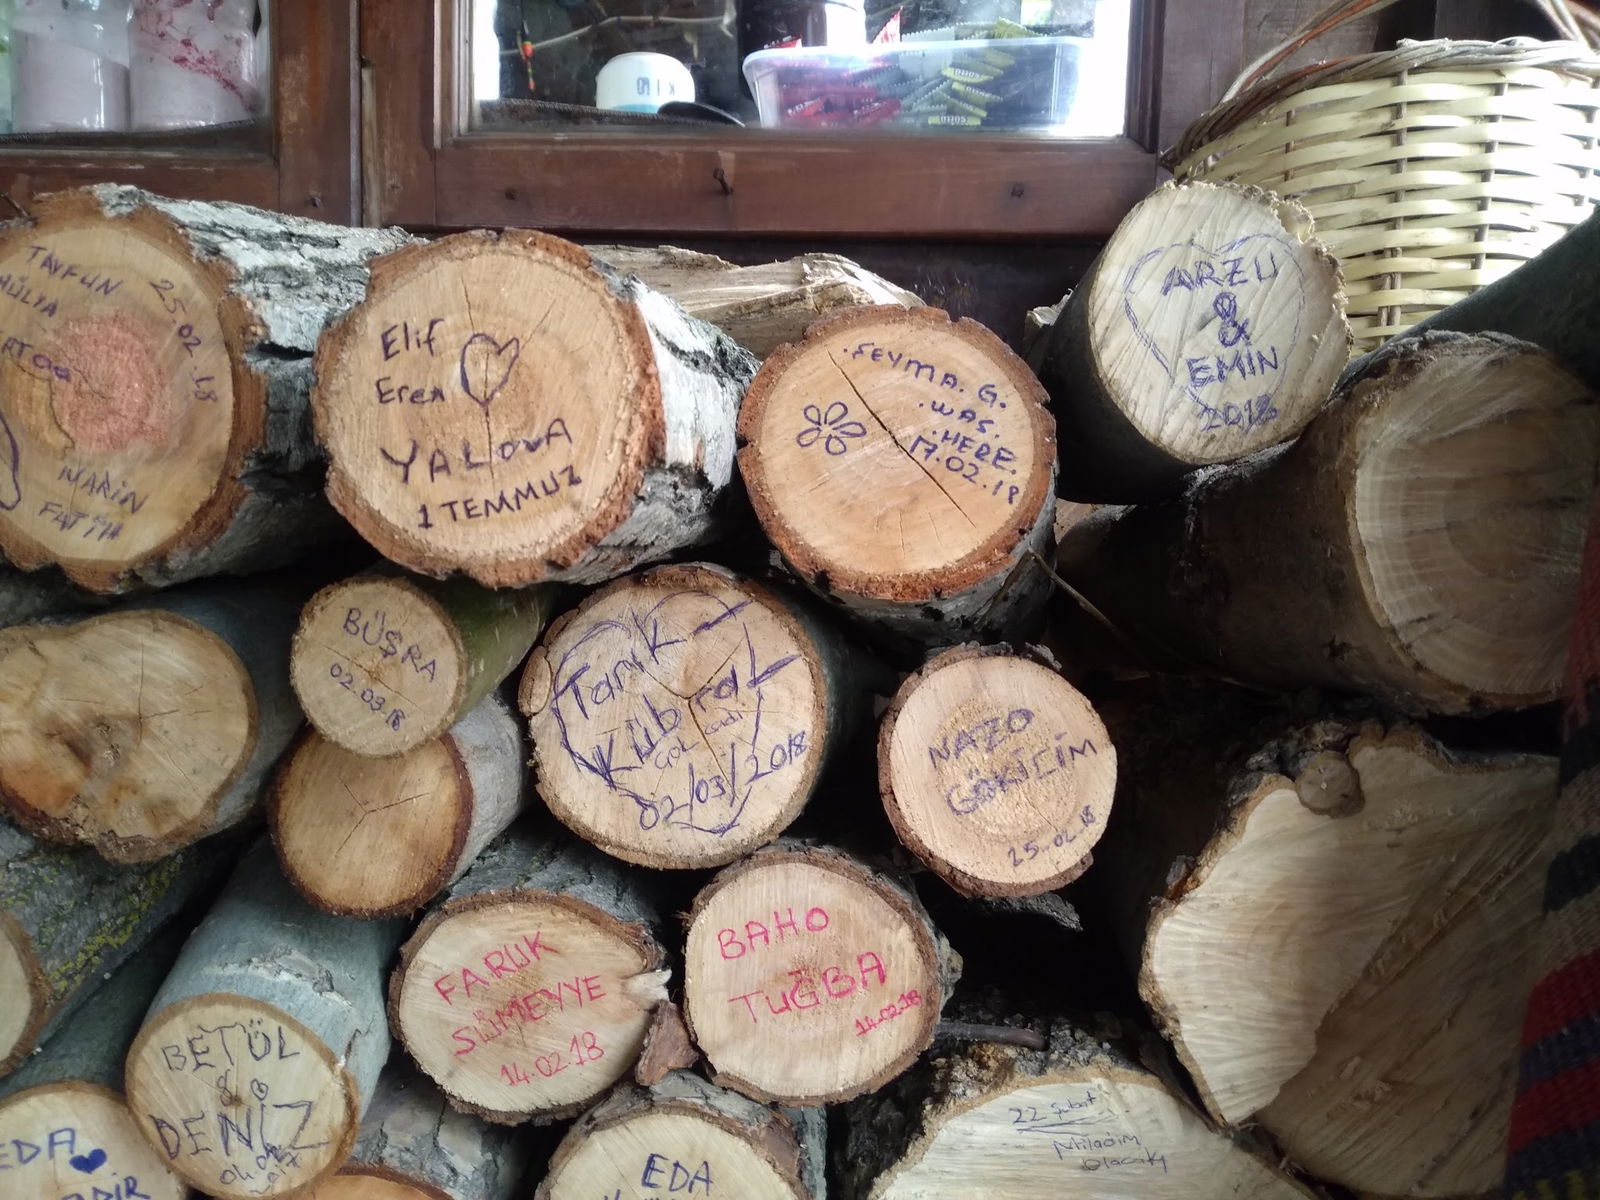 TAYFUN
HÜLYA
25.02.18
NARİN
FATİH
Elif
Eren
YALOVA
1 TEMMUZ
.ŞEYMA. G.
.WAS.
.HERE.
17.02.18
ARZU
&
EMİN
2018
BÜŞRA
02.03.18
Tarık
Kübra
02/03/2018
NAZO
GÖKİCİM
25.02.18
FARUK
SÜMEYYE
14.02.18
BAHO
TUĞBA
14.02.18
BETÜL
&
DENİZ
EDA
EDA
22 Şubat